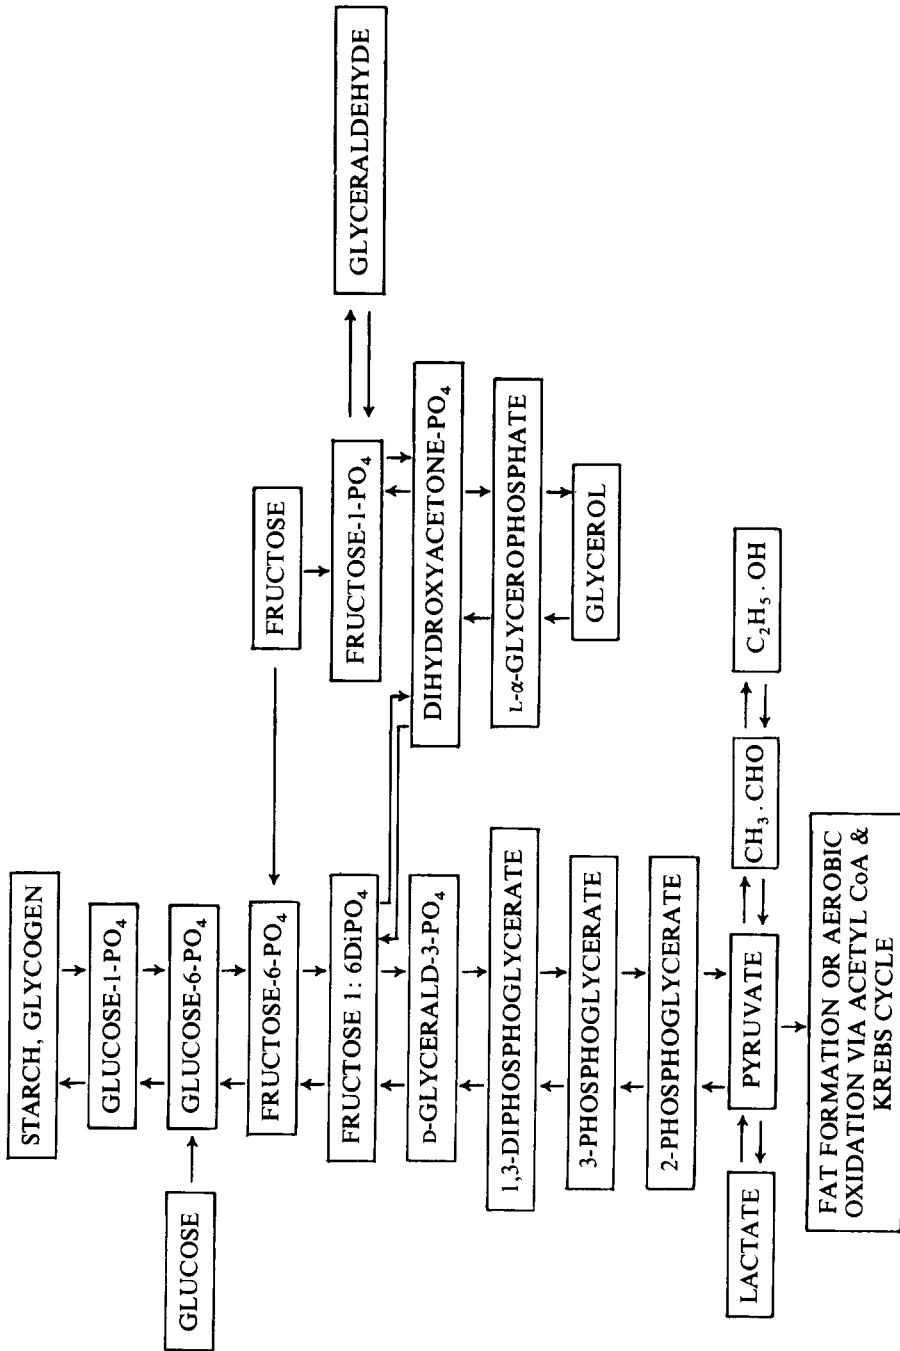 STARCH, GLYCOGEN
GLUCOSE-1-PO₄
GLUCOSE
GLUCOSE-6-PO₄
FRUCTOSE
FRUCTOSE-6-PO₄
FRUCTOSE 1 : 6DiPO₄
FRUCTOSE-1-PO₄
GLYCERALDEHYDE
D-GLYCERALD-3-PO₄
DIHYDROXYACETONE-PO₄
1,3-DIPHOSPHOGLYCERATE
L-α-GLYCEROPHOSPHATE
3-PHOSPHOGLYCERATE
GLYCEROL
2-PHOSPHOGLYCERATE
LACTATE
PYRUVATE
CH₃ . CHO
C₂H₅ . OH
FAT FORMATION OR AEROBIC
OXIDATION VIA ACETYL CoA &
KREBS CYCLE